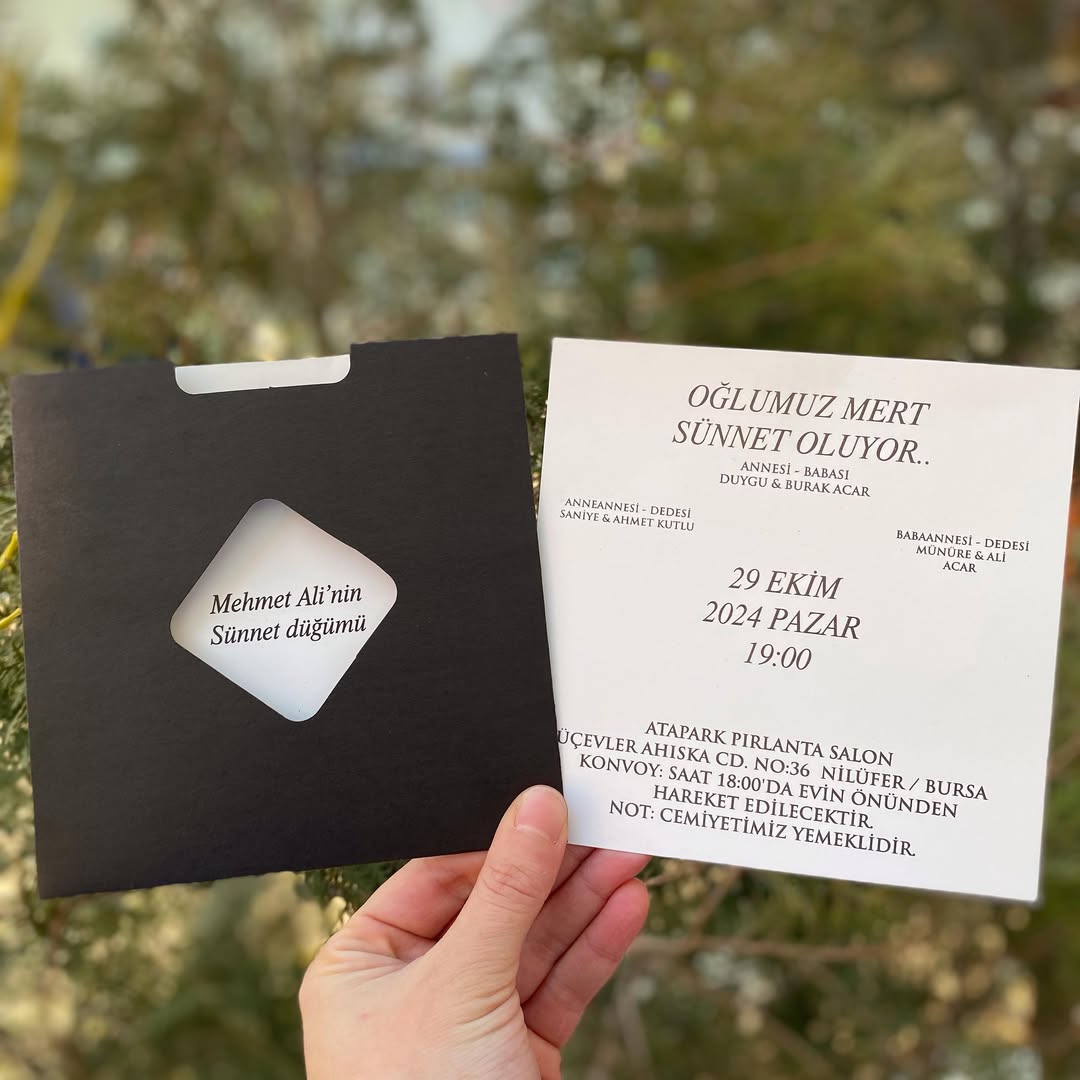 Mehmet Ali’nin
Sünnet düğümü
OĞLUMUZ MERT
SÜNNET OLUYOR..
ANNESİ - BABASI
DUYGU & BURAK ACAR
ANNEANNESİ - DEDESİ
SANİYE & AHMET KUTLU
BABAANNESİ - DEDESİ
MÜNÜRE & ALİ
ACAR
29 EKİM
2024 PAZAR
19:00
ATAPARK PIRLANTA SALON
ÜÇEVLER AHISKA CD. NO:36 NİLÜFER / BURSA
KONVOY: SAAT 18:00'DA EVİN ÖNÜNDEN
HAREKET EDİLECEKTİR.
NOT: CEMİYETİMİZ YEMEKLİDİR.